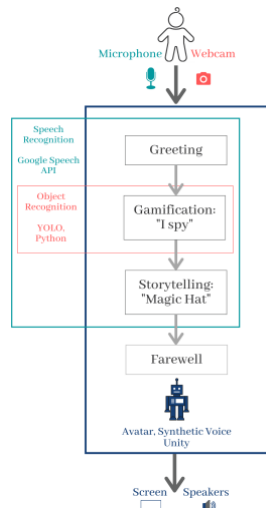 Microphone Webcam
Speech
Recognition
Google Speech
API
Greeting
Object
Recognition
YOLO,
Python
Gamification:
"I spy"
Storytelling:
"Magic Hat"
Farewell
Avatar, Synthetic Voice
Unity
Screen Speakers